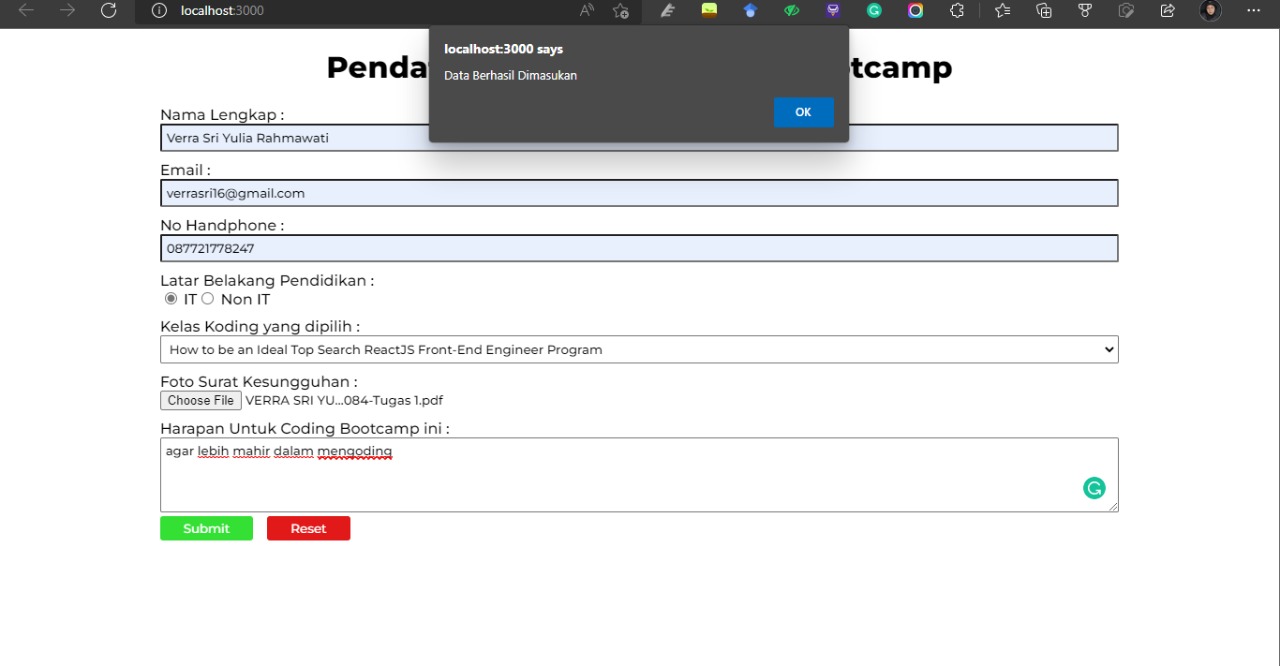 localhost:3000
localhost:3000 says
Data Berhasil Dimasukan
OK
Nama Lengkap :
Verra Sri Yulia Rahmawati
Email :
verrasri16@gmail.com
No Handphone :
087721778247
Latar Belakang Pendidikan :
IT Non IT
Kelas Koding yang dipilih :
How to be an Ideal Top Search ReactJS Front-End Engineer Program
Foto Surat Kesungguhan :
Choose File VERRA SRI YU...084-Tugas 1.pdf
Harapan Untuk Coding Bootcamp ini :
agar lebih mahir dalam mengoding
Submit Reset